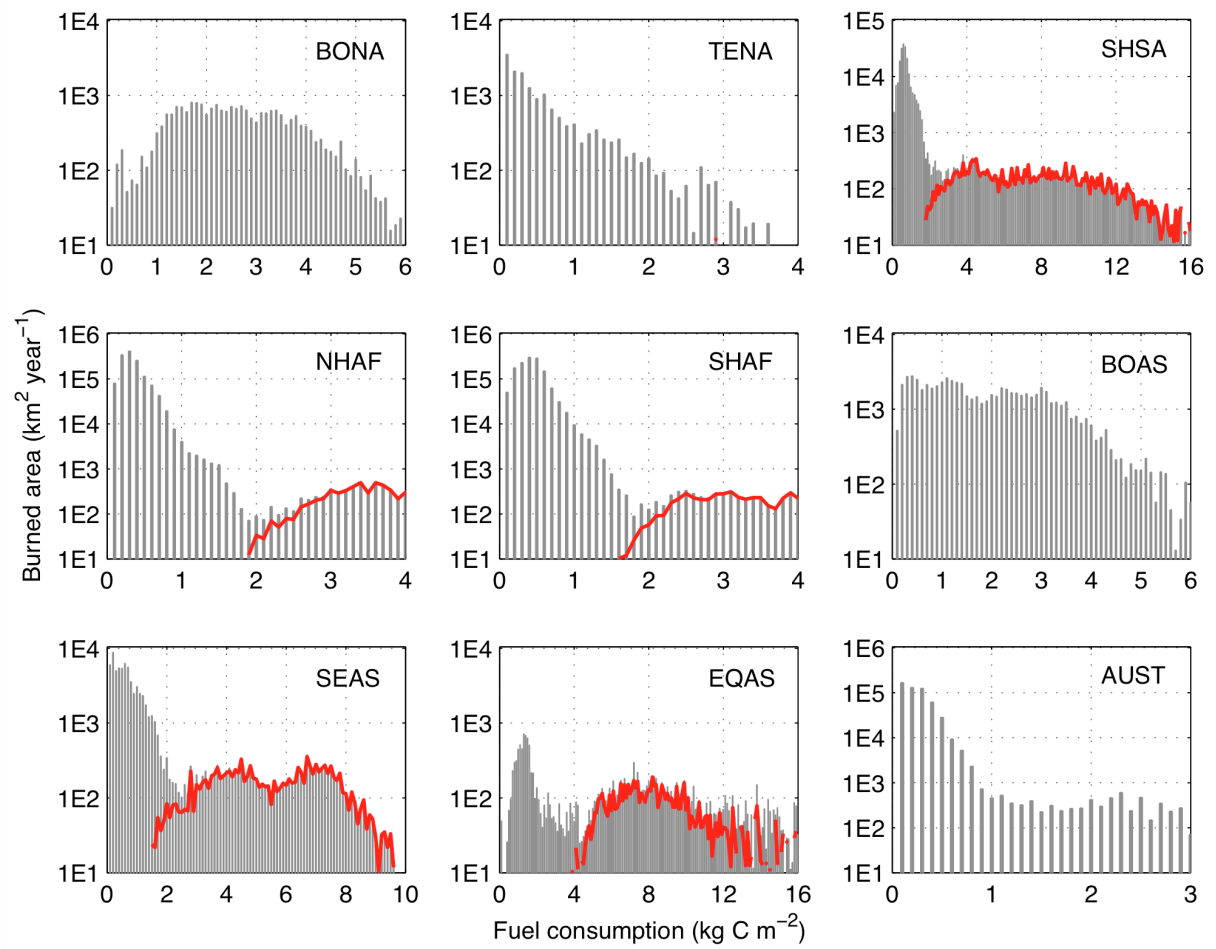 1E4
1E3
1E2
1E1
BONA
0 1 2 3 4 5 6
1E4
1E3
1E2
1E1
TENA
0 1 2 3 4
1E5
1E4
1E3
1E2
1E1
SHSA
0 4 8 12 16
Burned area (km² year⁻¹)
1E6
1E5
1E4
1E3
1E2
1E1
NHAF
0 1 2 3 4
1E6
1E5
1E4
1E3
1E2
1E1
SHAF
0 1 2 3 4
1E4
1E3
1E2
1E1
BOAS
0 1 2 3 4 5 6
1E4
1E3
1E2
1E1
SEAS
0 2 4 6 8 10
1E4
1E3
1E2
1E1
EQAS
0 4 8 12 16
1E6
1E5
1E4
1E3
1E2
1E1
AUST
0 1 2 3
Fuel consumption (kg C m⁻²)